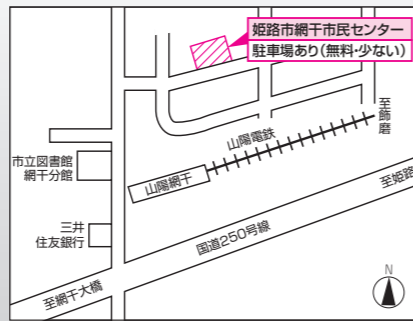 姫路市網干市民センター
駐車場あり(無料・少ない)
至飾磨
山陽電鉄
市立図書館
網干分館
山陽網干
至姫路
三井
住友銀行
国道250号線
至網干大橋
N